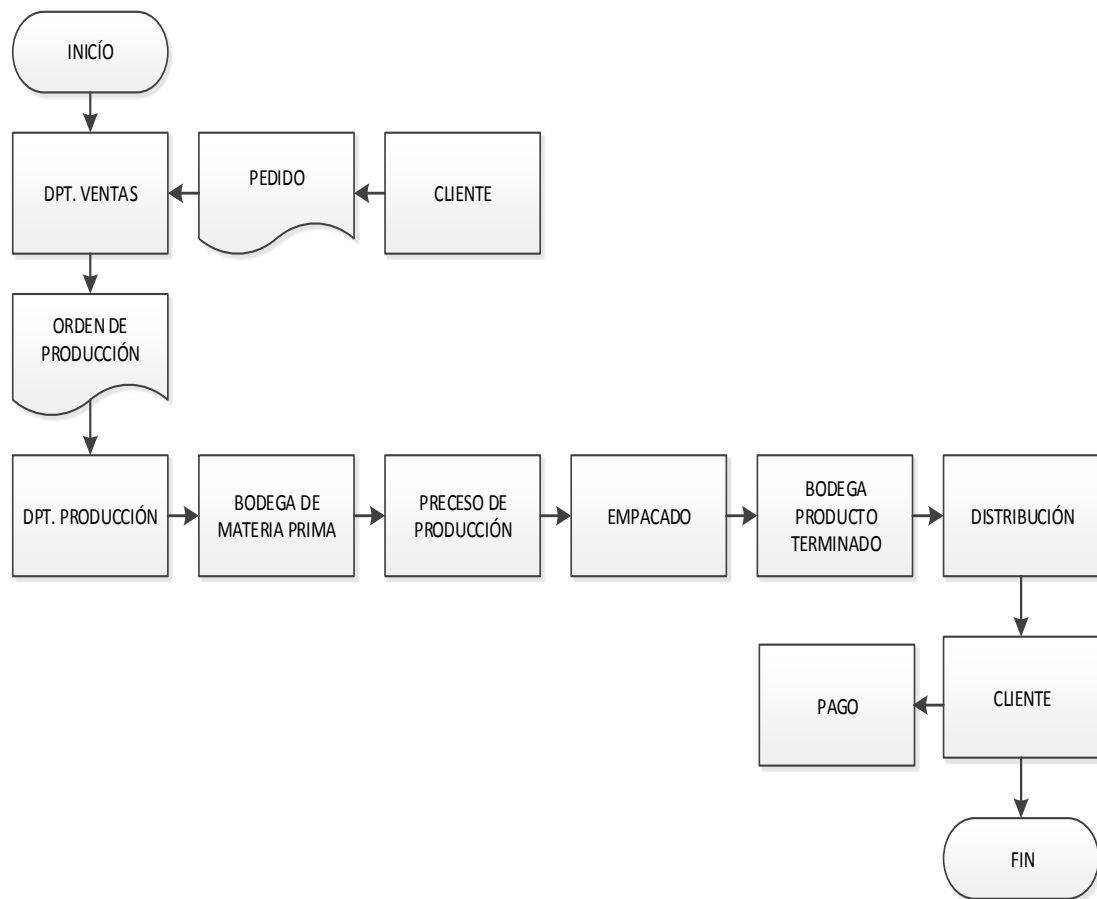 INICÍO
DPT. VENTAS
PEDIDO
CLIENTE
ORDEN DE
PRODUCCIÓN
DPT. PRODUCCIÓN
BODEGA DE
MATERIA PRIMA
PRECESO DE
PRODUCCIÓN
EMPACADO
BODEGA
PRODUCTO
TERMINADO
DISTRIBUCIÓN
PAGO
CLIENTE
FIN